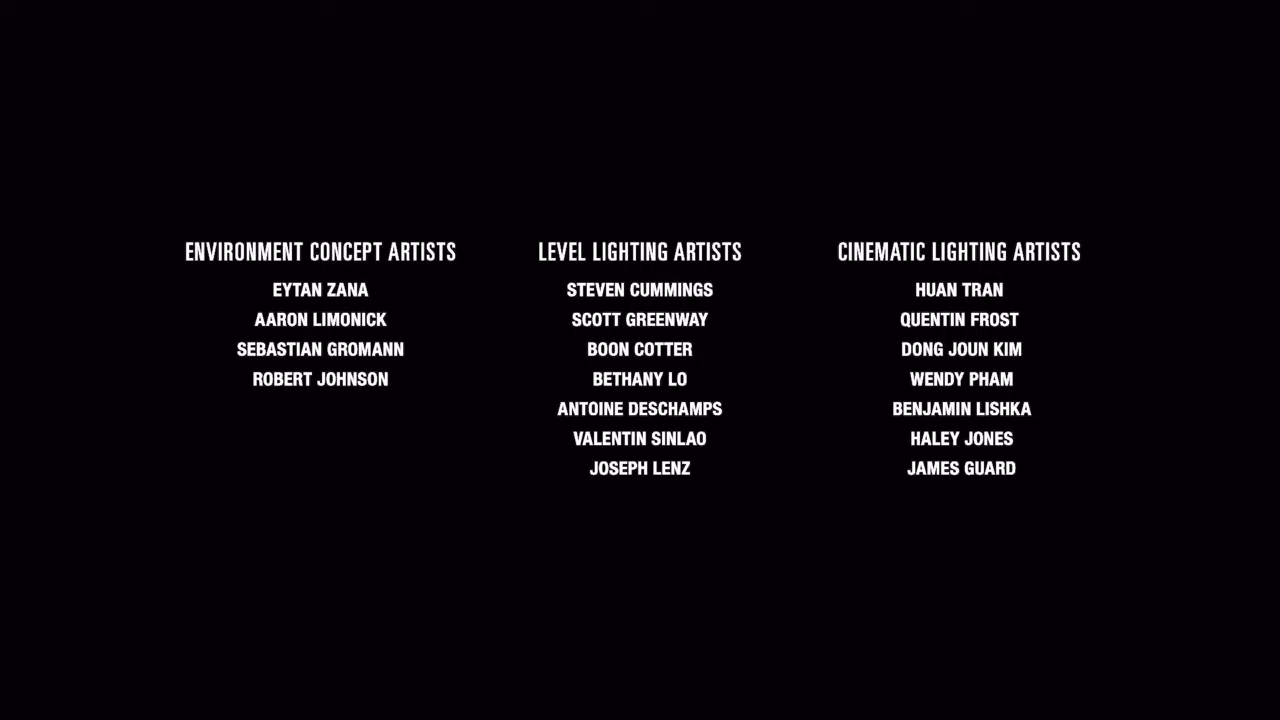 ENVIRONMENT CONCEPT ARTISTS
EYTAN ZANA
AARON LIMONICK
SEBASTIAN GROMANN
ROBERT JOHNSON
LEVEL LIGHTING ARTISTS
STEVEN CUMMINGS
SCOTT GREENWAY
BOON COTTER
BETHANY LO
ANTOINE DESCHAMPS
VALENTIN SINLAO
JOSEPH LENZ
CINEMATIC LIGHTING ARTISTS
HUAN TRAN
QUENTIN FROST
DONG JOUN KIM
WENDY PHAM
BENJAMIN LISHKA
HALEY JONES
JAMES GUARD